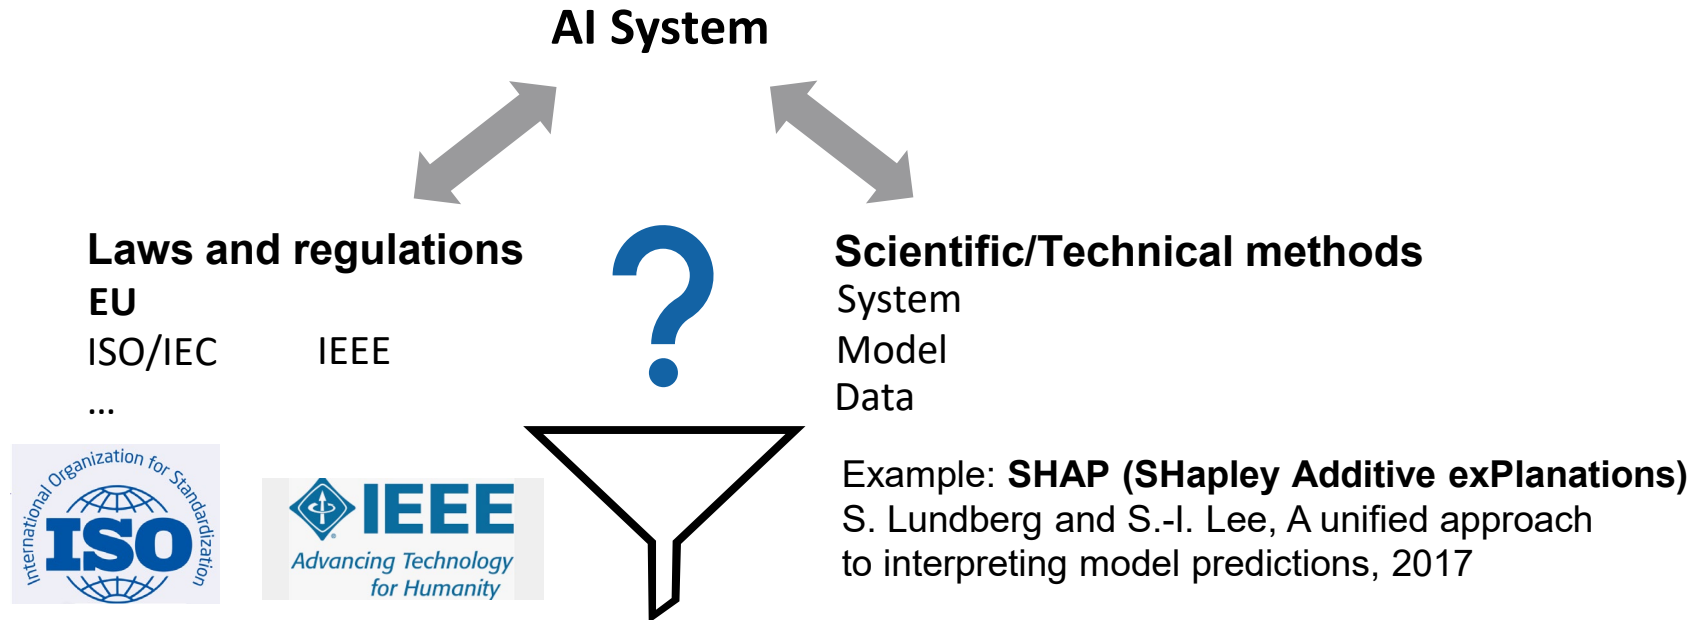 AI System
Laws and regulations
EU
ISO/IEC IEEE
...
International Organization for Standardization
ISO
IEEE
Advancing Technology
for Humanity
?
Scientific/Technical methods
System
Model
Data
Example: SHAP (SHapley Additive exPlanations)
S. Lundberg and S.-I. Lee, A unified approach
to interpreting model predictions, 2017